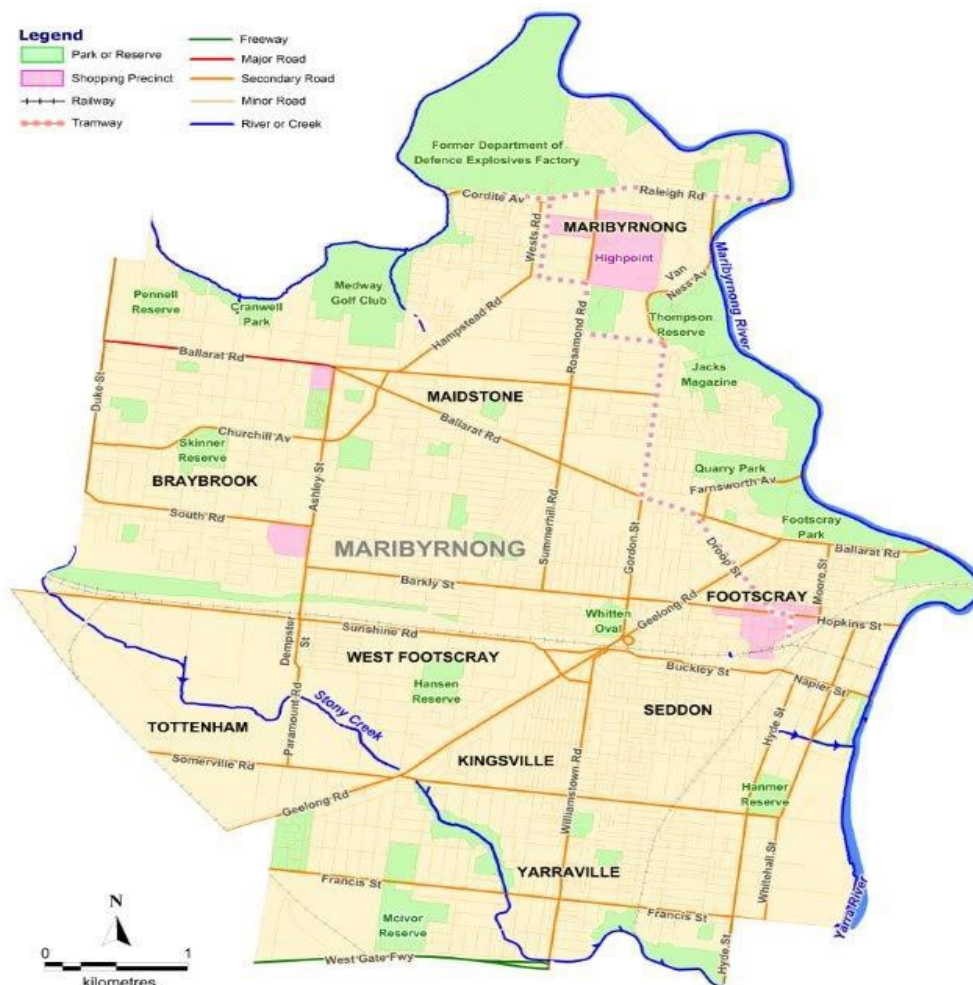 Legend
Park or Reserve
Shopping Precinct
Railway
Tramway
Freeway
Major Road
Secondary Road
Minor Road
River or Creek
Former Department of
Defence Explosives Factory
Cordite Av
Raleigh Rd
Wests Rd
MARIBYRNONG
Highpoint
Van
Ness Av
Maribyrnong River
Pennell
Reserve
Cranwell
Park
Medway
Golf Club
Hampstead Rd
Rosamond Rd
Thompson
Reserve
Jacks
Magazine
Ballarat Rd
Duke St
MAIDSTONE
Ballarat Rd
Churchill Av
Skinner
Reserve
BRAYBROOK
Ashley St
Quarry Park
Farnsworth Av
South Rd
MARIBYRNONG
Summerhill Rd
Gordon St
Droop St
Footscray
Park
Ballarat Rd
Moore St
Barkly St
Geelong Rd
FOOTSCRAY
Whitten
Oval
Hopkins St
Sunshine Rd
Dempster
St
WEST FOOTSCRAY
Buckley St
Napier St
Hansen
Reserve
Stony Creek
SEDDON
Hyde St
TOTTENHAM
Paramount Rd
Somerville Rd
KINGSVILLE
Geelong Rd
Williamstown Rd
Hanmer
Reserve
Whitehall St
YARRAVILLE
Francis St
Francis St
McIvor
Reserve
Hyde St
Yarra River
West Gate Fwy
N
0 1
kilometres